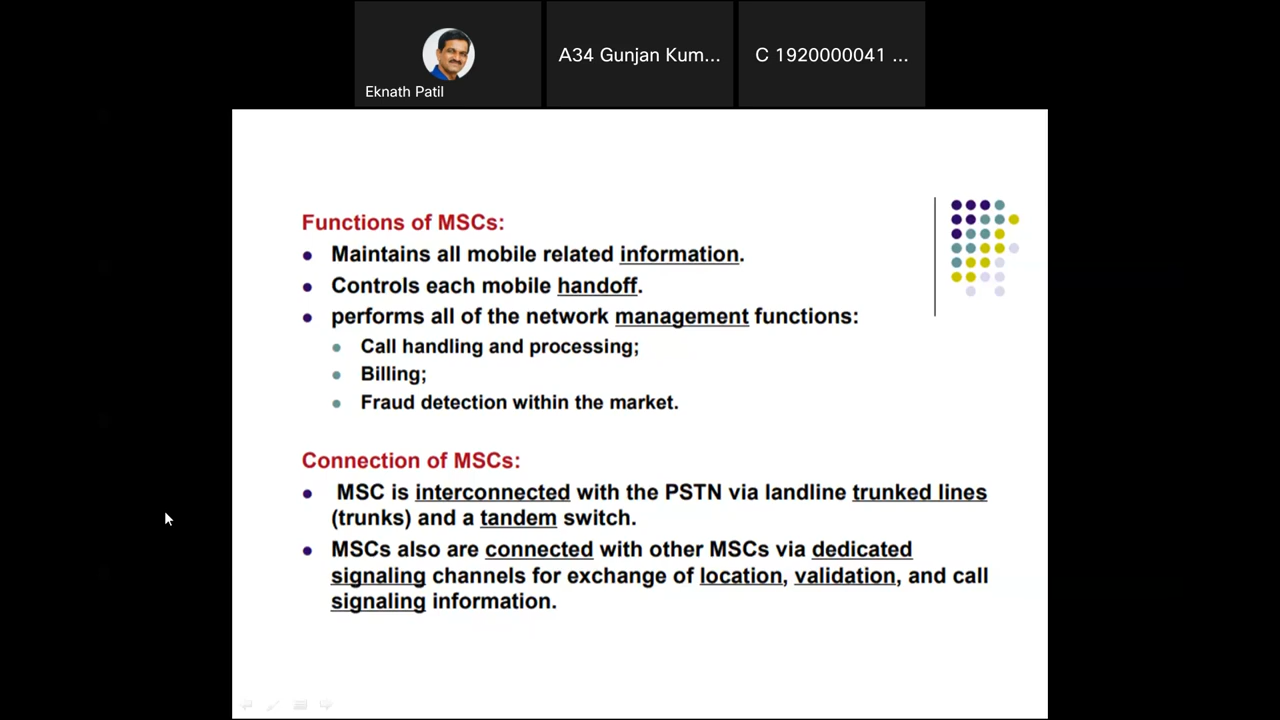 Eknath Patil
A34 Gunjan Kum...
C 1920000041 ...
Functions of MSCs:
Maintains all mobile related information.
Controls each mobile handoff.
performs all of the network management functions:
Call handling and processing;
Billing;
Fraud detection within the market.
Connection of MSCs:
MSC is interconnected with the PSTN via landline trunked lines
(trunks) and a tandem switch.
MSCs also are connected with other MSCs via dedicated
signaling channels for exchange of location, validation, and call
signaling information.